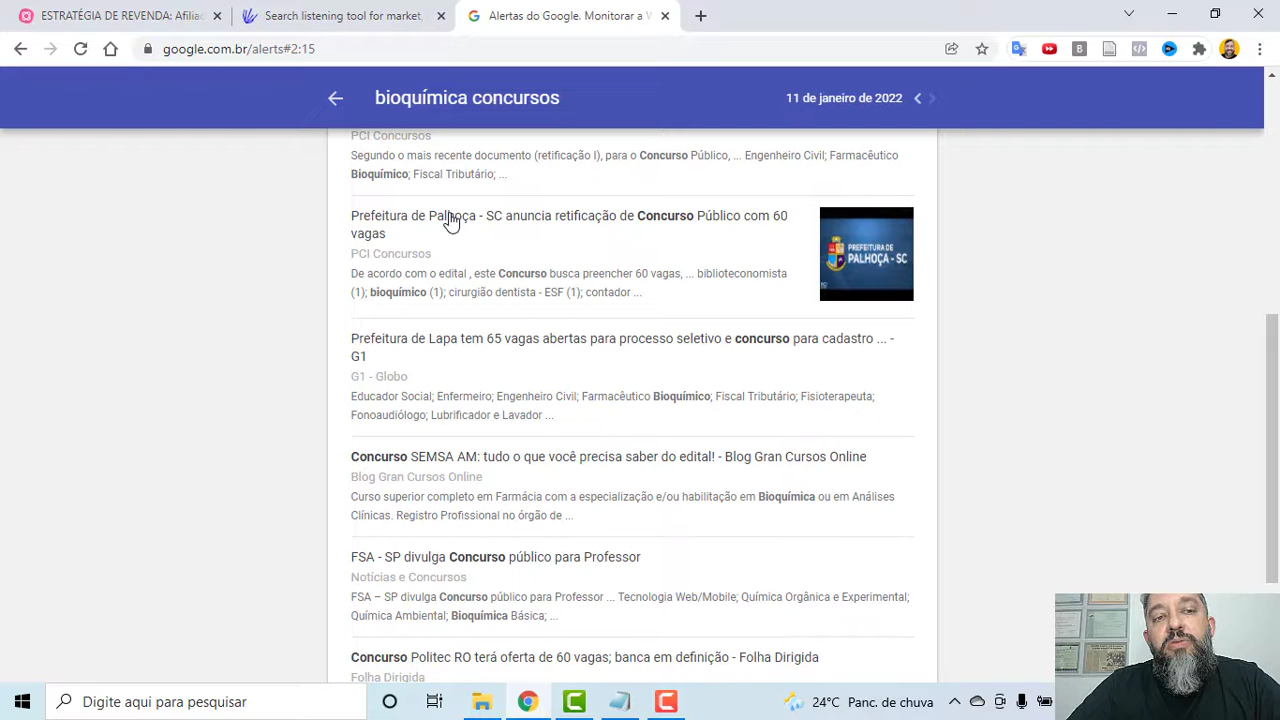 ESTRATÉGIA DE REVENDA: Afiliac
Search listening tool for market,
Alertas do Google. Monitorar a W
google.com.br/alerts#2:15
bioquímica concursos
11 de janeiro de 2022
PCI Concursos
Segundo o mais recente documento (retificação I), para o Concurso Público, ... Engenheiro Civil; Farmacêutico
Bioquímico; Fiscal Tributário; ...
Prefeitura de Palhoça - SC anuncia retificação de Concurso Público com 60
vagas
PCI Concursos
De acordo com o edital , este Concurso busca preencher 60 vagas, ... biblioteconomista
(1); bioquímico (1); cirurgião dentista - ESF (1); contador ...
PREFEITURA DE
PALHOÇA - SC
Prefeitura de Lapa tem 65 vagas abertas para processo seletivo e concurso para cadastro ... -
G1
G1 - Globo
Educador Social; Enfermeiro; Engenheiro Civil; Farmacêutico Bioquímico; Fiscal Tributário; Fisioterapeuta;
Fonoaudiólogo; Lubrificador e Lavador ...
Concurso SEMSA AM: tudo o que você precisa saber do edital! - Blog Gran Cursos Online
Blog Gran Cursos Online
Curso superior completo em Farmácia com a especialização e/ou habilitação em Bioquímica ou em Análises
Clínicas. Registro Profissional no órgão de ...
FSA - SP divulga Concurso público para Professor
Notícias e Concursos
FSA – SP divulga Concurso público para Professor ... Tecnologia Web/Mobile; Química Orgânica e Experimental;
Química Ambiental; Bioquímica Básica; ...
Concurso Politec RO terá oferta de 60 vagas; banca em definição - Folha Dirigida
Folha Dirigida
Digite aqui para pesquisar
24°C Panc. de chuva